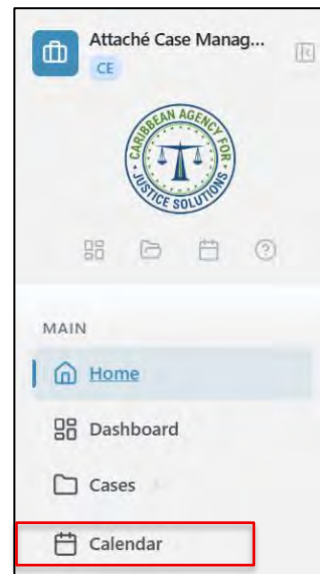 Attaché Case Manag...
CE
CARIBBEAN AGENCY FOR
JUSTICE SOLUTIONS
MAIN
Home
Dashboard
Cases
Calendar